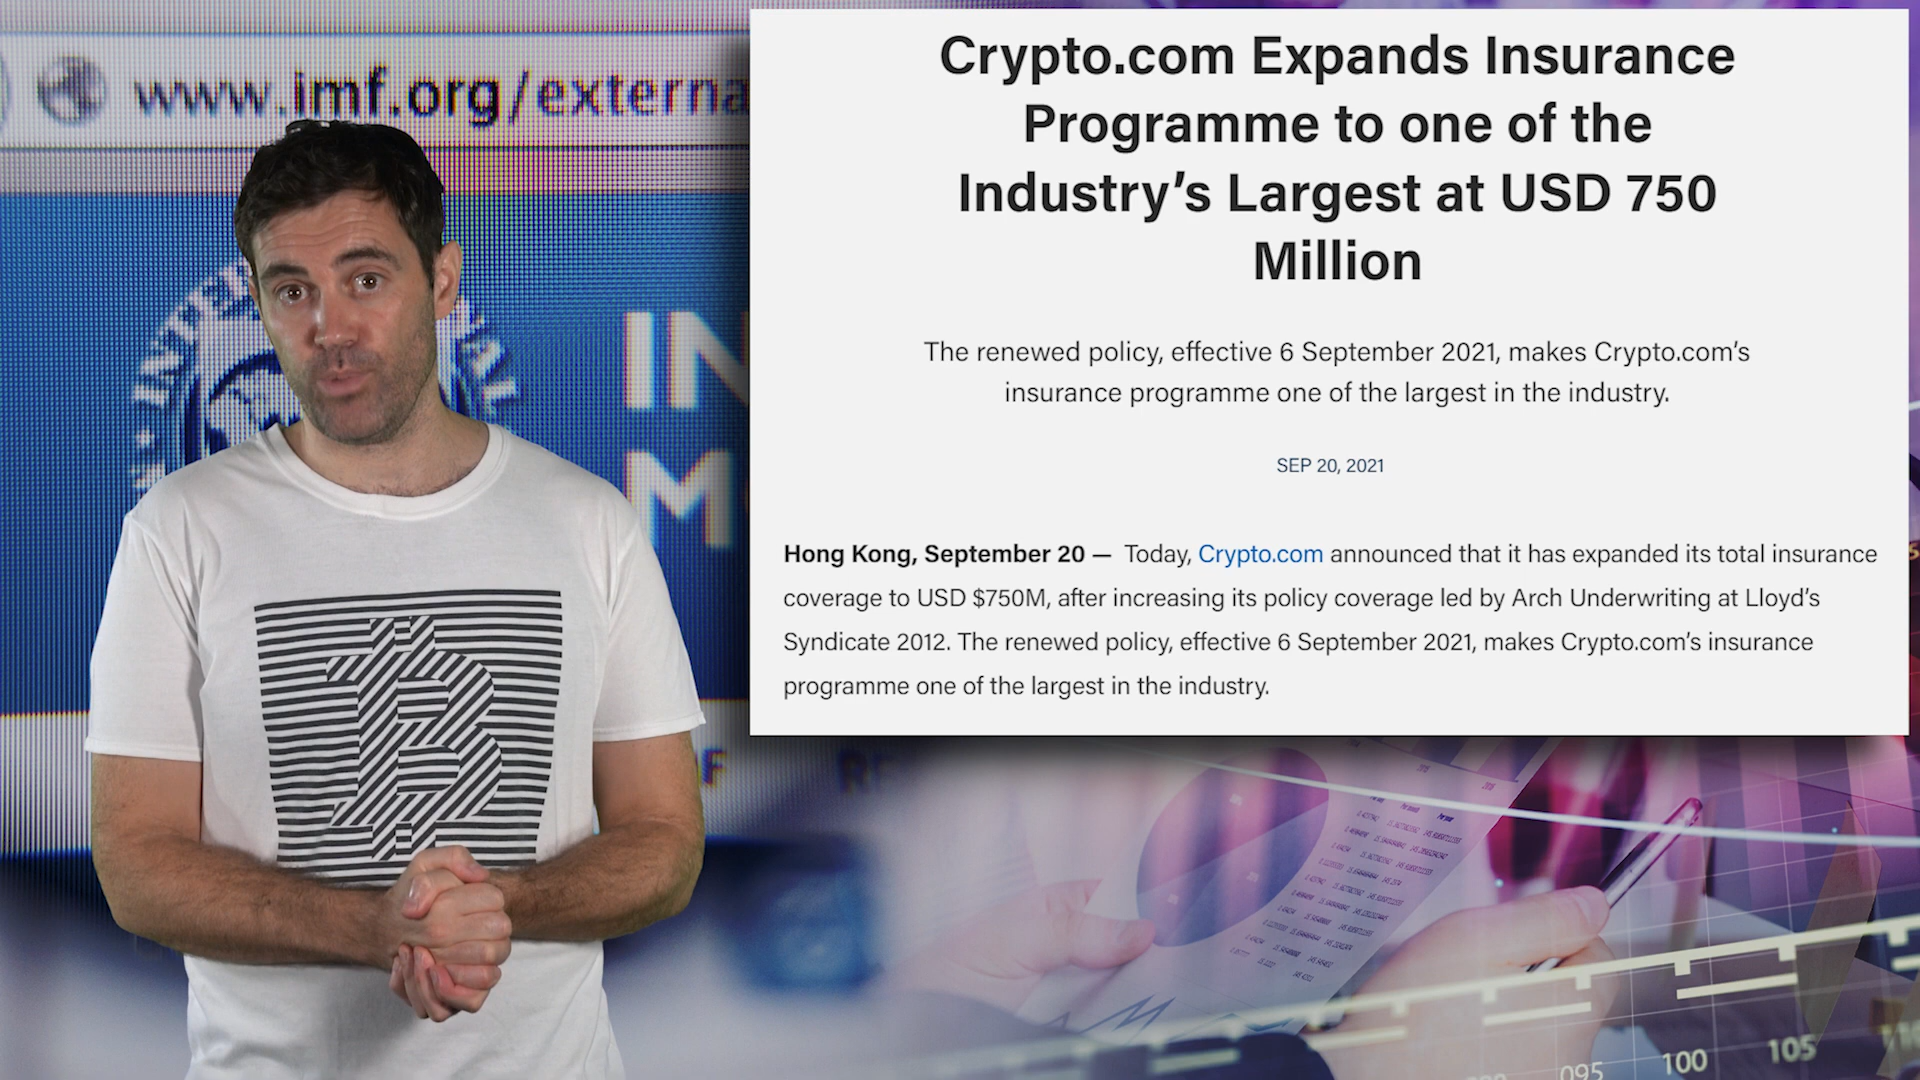 www.imf.org/externa
Crypto.com Expands Insurance
Programme to one of the
Industry’s Largest at USD 750
Million
The renewed policy, effective 6 September 2021, makes Crypto.com’s
insurance programme one of the largest in the industry.
SEP 20, 2021
Hong Kong, September 20 — Today, Crypto.com announced that it has expanded its total insurance
coverage to USD $750M, after increasing its policy coverage led by Arch Underwriting at Lloyd’s
Syndicate 2012. The renewed policy, effective 6 September 2021, makes Crypto.com’s insurance
programme one of the largest in the industry.
IN
M
095 100 105